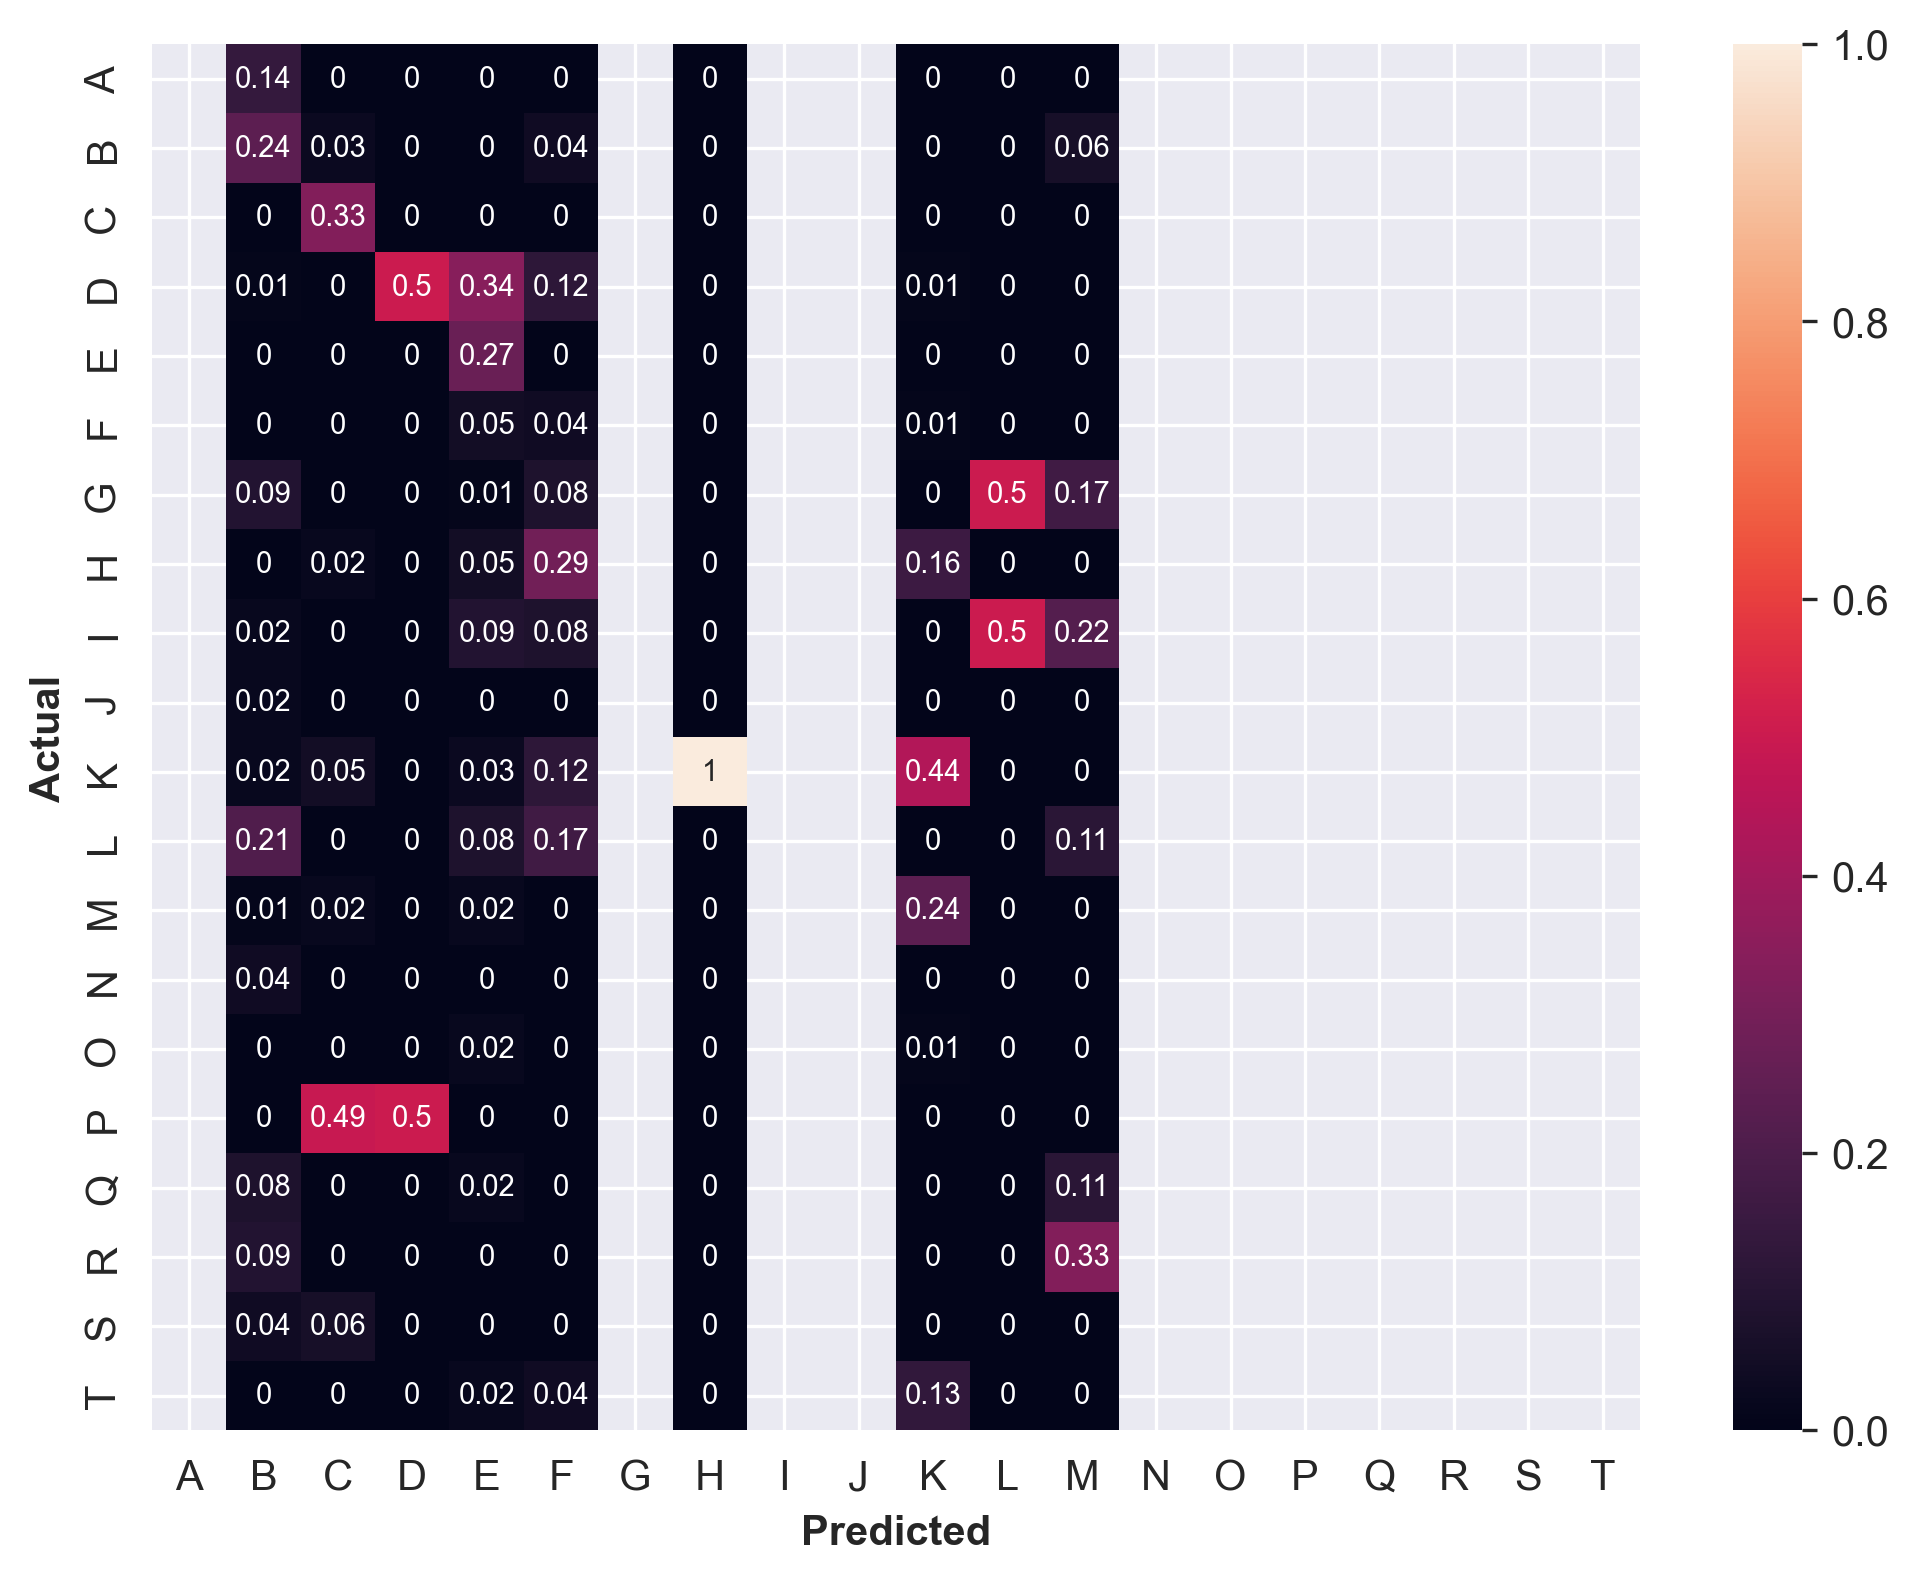 A 0.14 0 0 0 0 0 0 0 0 1.0
B 0.24 0.03 0 0 0.04 0 0 0 0.06
C 0 0.33 0 0 0 0 0 0 0
D 0.01 0 0.5 0.34 0.12 0 0.01 0 0
0.8
E 0 0 0 0.27 0 0 0 0 0
F 0 0 0 0.05 0.04 0 0.01 0 0
G 0.09 0 0 0.01 0.08 0 0 0.5 0.17
H 0 0.02 0 0.05 0.29 0 0.16 0 0
0.6
I 0.02 0 0 0.09 0.08 0 0 0.5 0.22
J 0.02 0 0 0 0 0 0 0 0
Actual
K 0.02 0.05 0 0.03 0.12 1 0.44 0 0
L 0.21 0 0 0.08 0.17 0 0 0 0.11
0.4
M 0.01 0.02 0 0.02 0 0 0.24 0 0
N 0.04 0 0 0 0 0 0 0 0
O 0 0 0 0.02 0 0 0.01 0 0
P 0 0.49 0.5 0 0 0 0 0 0
0.2
Q 0.08 0 0 0.02 0 0 0 0 0.11
R 0.09 0 0 0 0 0 0 0 0.33
S 0.04 0.06 0 0 0 0 0 0 0
T 0 0 0 0.02 0.04 0 0.13 0 0
0.0
A B C D E F G H I J K L M N O P Q R S T
Predicted